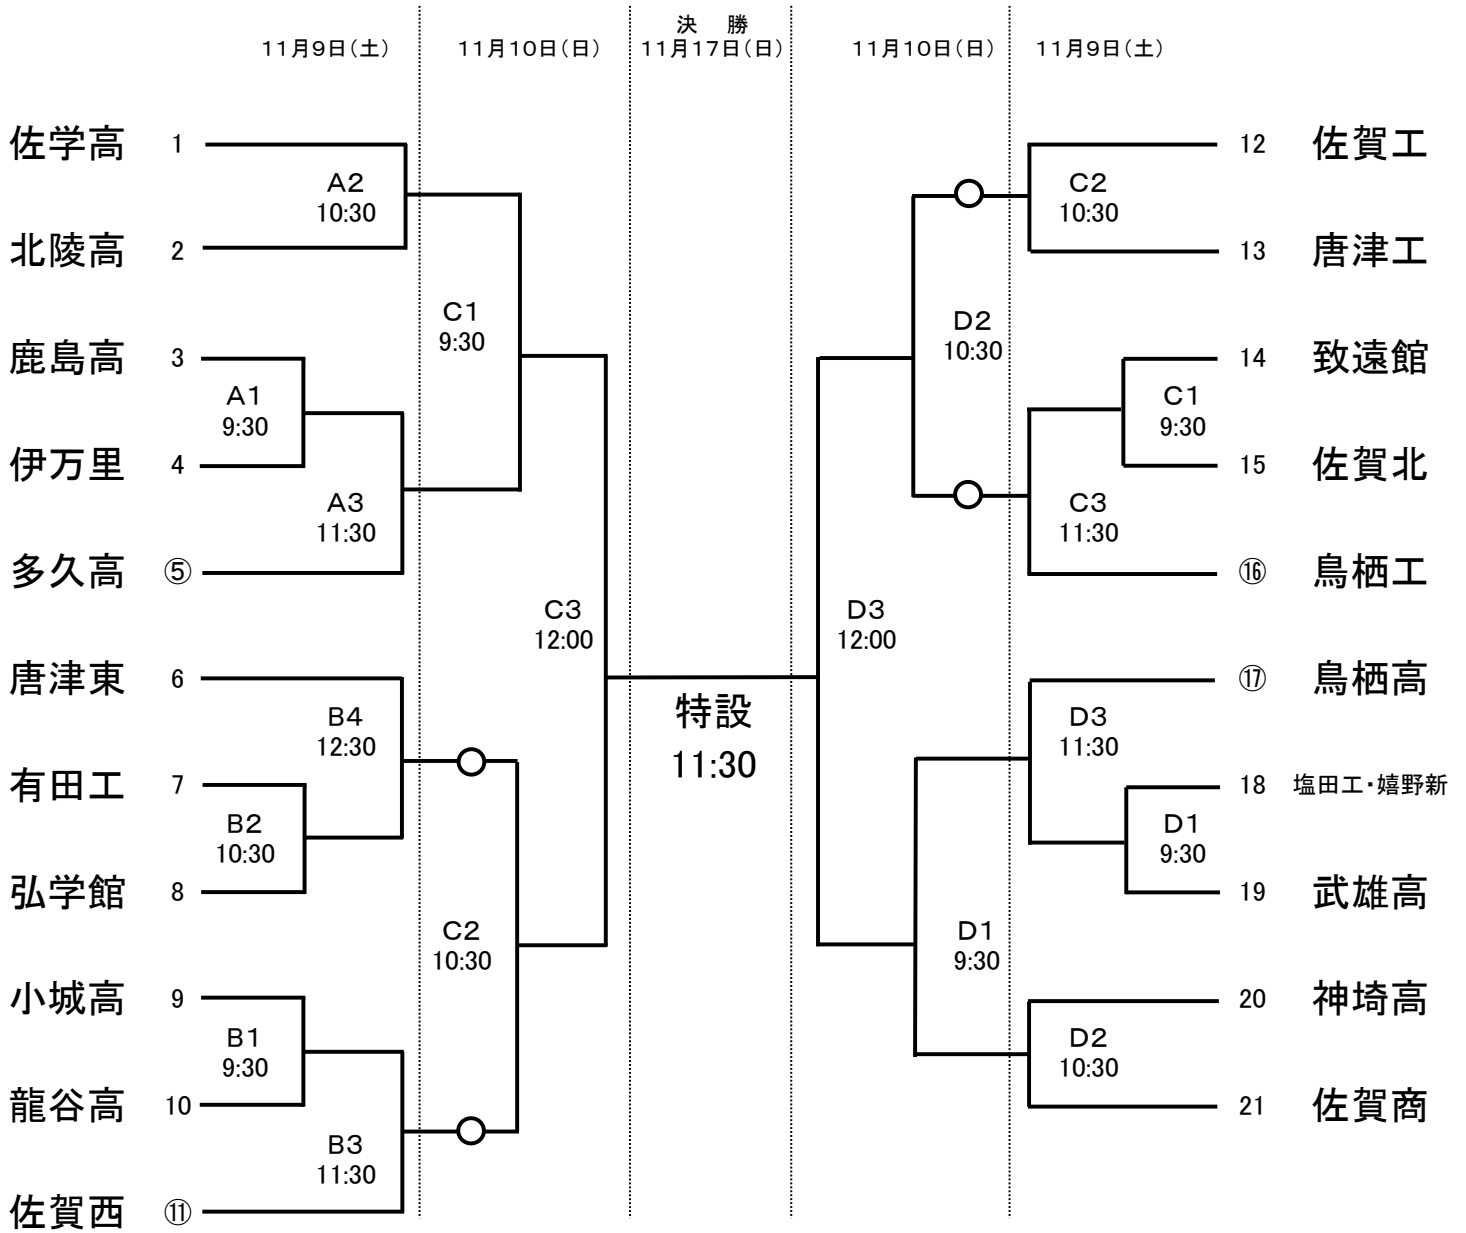 決　勝
11月9日(土)
11月10日(日)
11月17日(日)
11月10日(日)
11月9日(土)
佐学高 1
A2
10:30
北陵高 2
C1
9:30
鹿島高 3
A1
9:30
伊万里 4
A3
11:30
多久高 ⑤
C3
12:00
唐津東 6
B4
12:30
有田工 7
B2
10:30
弘学館 8
C2
10:30
小城高 9
B1
9:30
龍谷高 10
B3
11:30
佐賀西 ⑪
特設
11:30
12 佐賀工
C2
10:30
13 唐津工
D2
10:30
14 致遠館
C1
9:30
15 佐賀北
C3
11:30
⑯ 鳥栖工
D3
12:00
⑰ 鳥栖高
D3
11:30
18 塩田工・嬉野新
D1
9:30
19 武雄高
D1
9:30
20 神埼高
D2
10:30
21 佐賀商